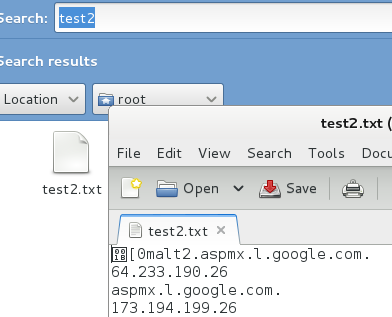 Search: test2
Search results
Location root
test2.txt
test2.txt (
File Edit View Search Tools Docu
Open Save
test2.txt
[0malt2.aspmx.l.google.com.
64.233.190.26
aspmx.l.google.com.
173.194.199.26